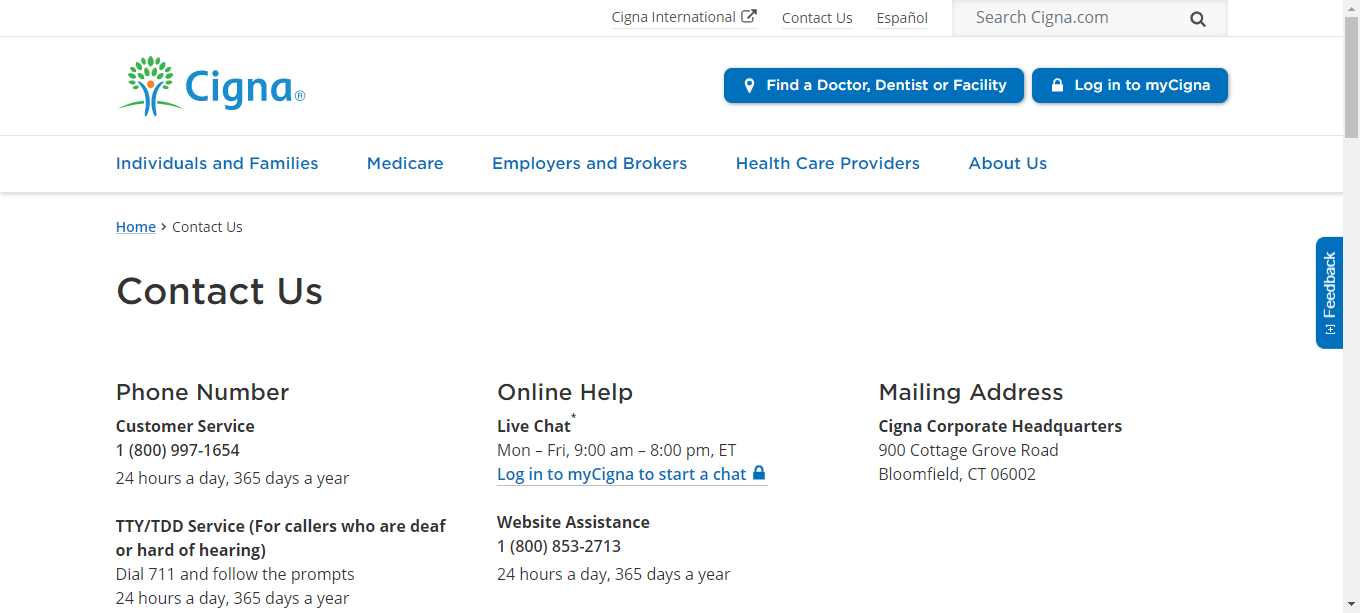 Cigna International
Contact Us
Español
Search Cigna.com
Cigna®
Find a Doctor, Dentist or Facility
Log in to myCigna
Individuals and Families
Medicare
Employers and Brokers
Health Care Providers
About Us
Home › Contact Us
[+] Feedback
Contact Us
Phone Number
Customer Service
1 (800) 997-1654
24 hours a day, 365 days a year
TTY/TDD Service (For callers who are deaf
or hard of hearing)
Dial 711 and follow the prompts
24 hours a day, 365 days a year
Online Help
Live Chat*
Mon – Fri, 9:00 am – 8:00 pm, ET
Log in to myCigna to start a chat
Website Assistance
1 (800) 853-2713
24 hours a day, 365 days a year
Mailing Address
Cigna Corporate Headquarters
900 Cottage Grove Road
Bloomfield, CT 06002